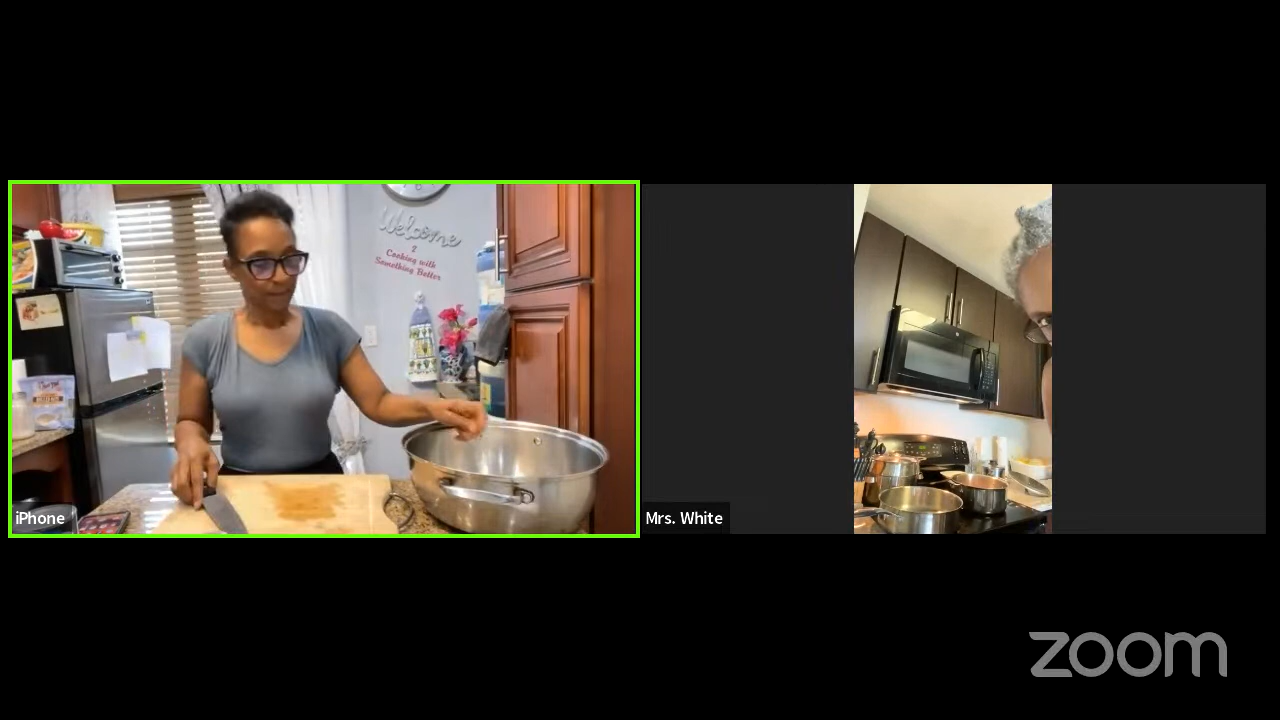 Welcome
2
Cooking with
Something Better
iPhone
Mrs. White
zoom